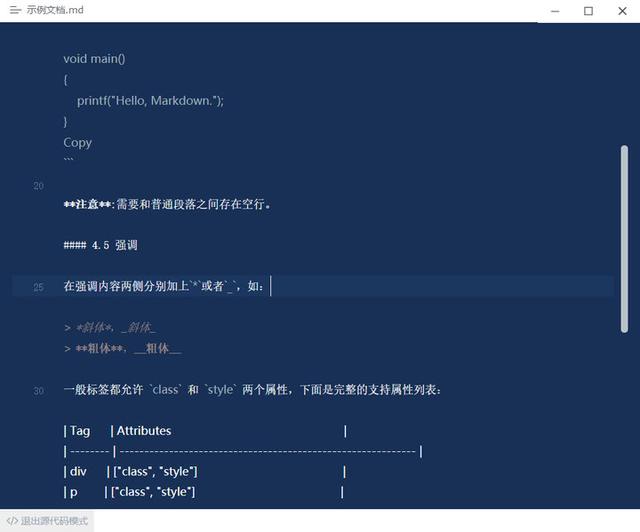 示例文档.md
void main()
{
printf("Hello, Markdown.");
}
Copy
```
20
**注意**:需要和普通段落之间存在空行。
#### 4.5 强调
25 在强调内容两侧分别加上`*`或者`_`，如：
> *斜体*，_斜体_
> **粗体**，__粗体__
30 一般标签都允许 `class` 和 `style` 两个属性，下面是完整的支持属性列表：
| Tag | Attributes |
| -------- | ------------------------------------------------------------ |
| div | ["class", "style"] |
| p | ["class", "style"] |
</> 退出源代码模式